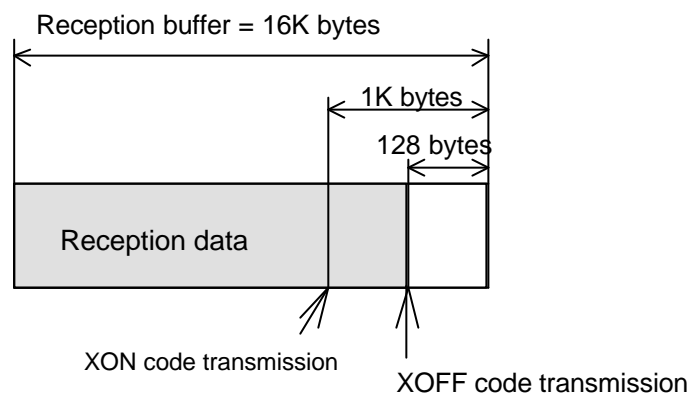 Reception buffer = 16K bytes
1K bytes
128 bytes
Reception data
XON code transmission
XOFF code transmission